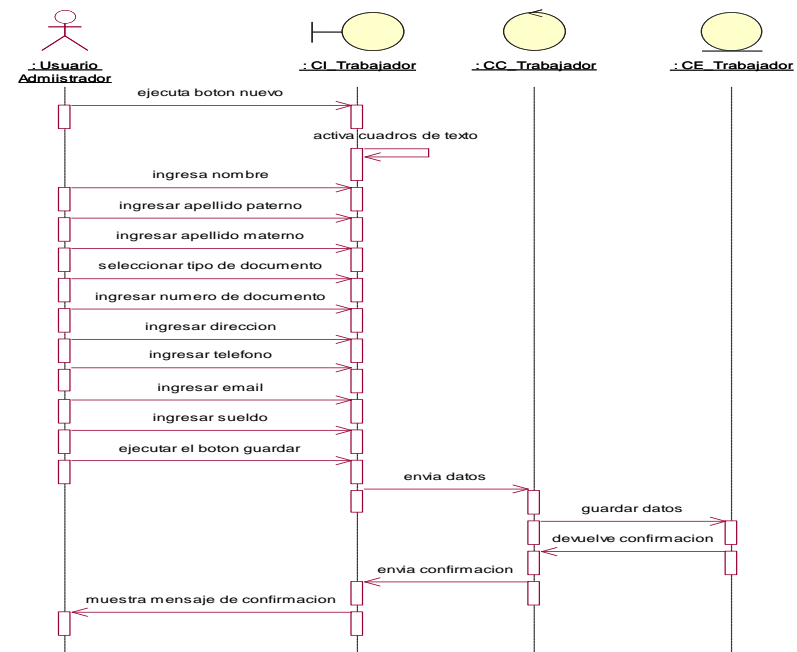 : Usuario
Admiistrador
: CI_Trabajador
: CC_Trabajador
: CE_Trabajador
ejecuta boton nuevo
activa cuadros de texto
ingresa nombre
ingresar apellido paterno
ingresar apellido materno
seleccionar tipo de documento
ingresar numero de documento
ingresar direccion
ingresar telefono
ingresar email
ingresar sueldo
ejecutar el boton guardar
envia datos
guardar datos
devuelve confirmacion
envia confirmacion
muestra mensaje de confirmacion